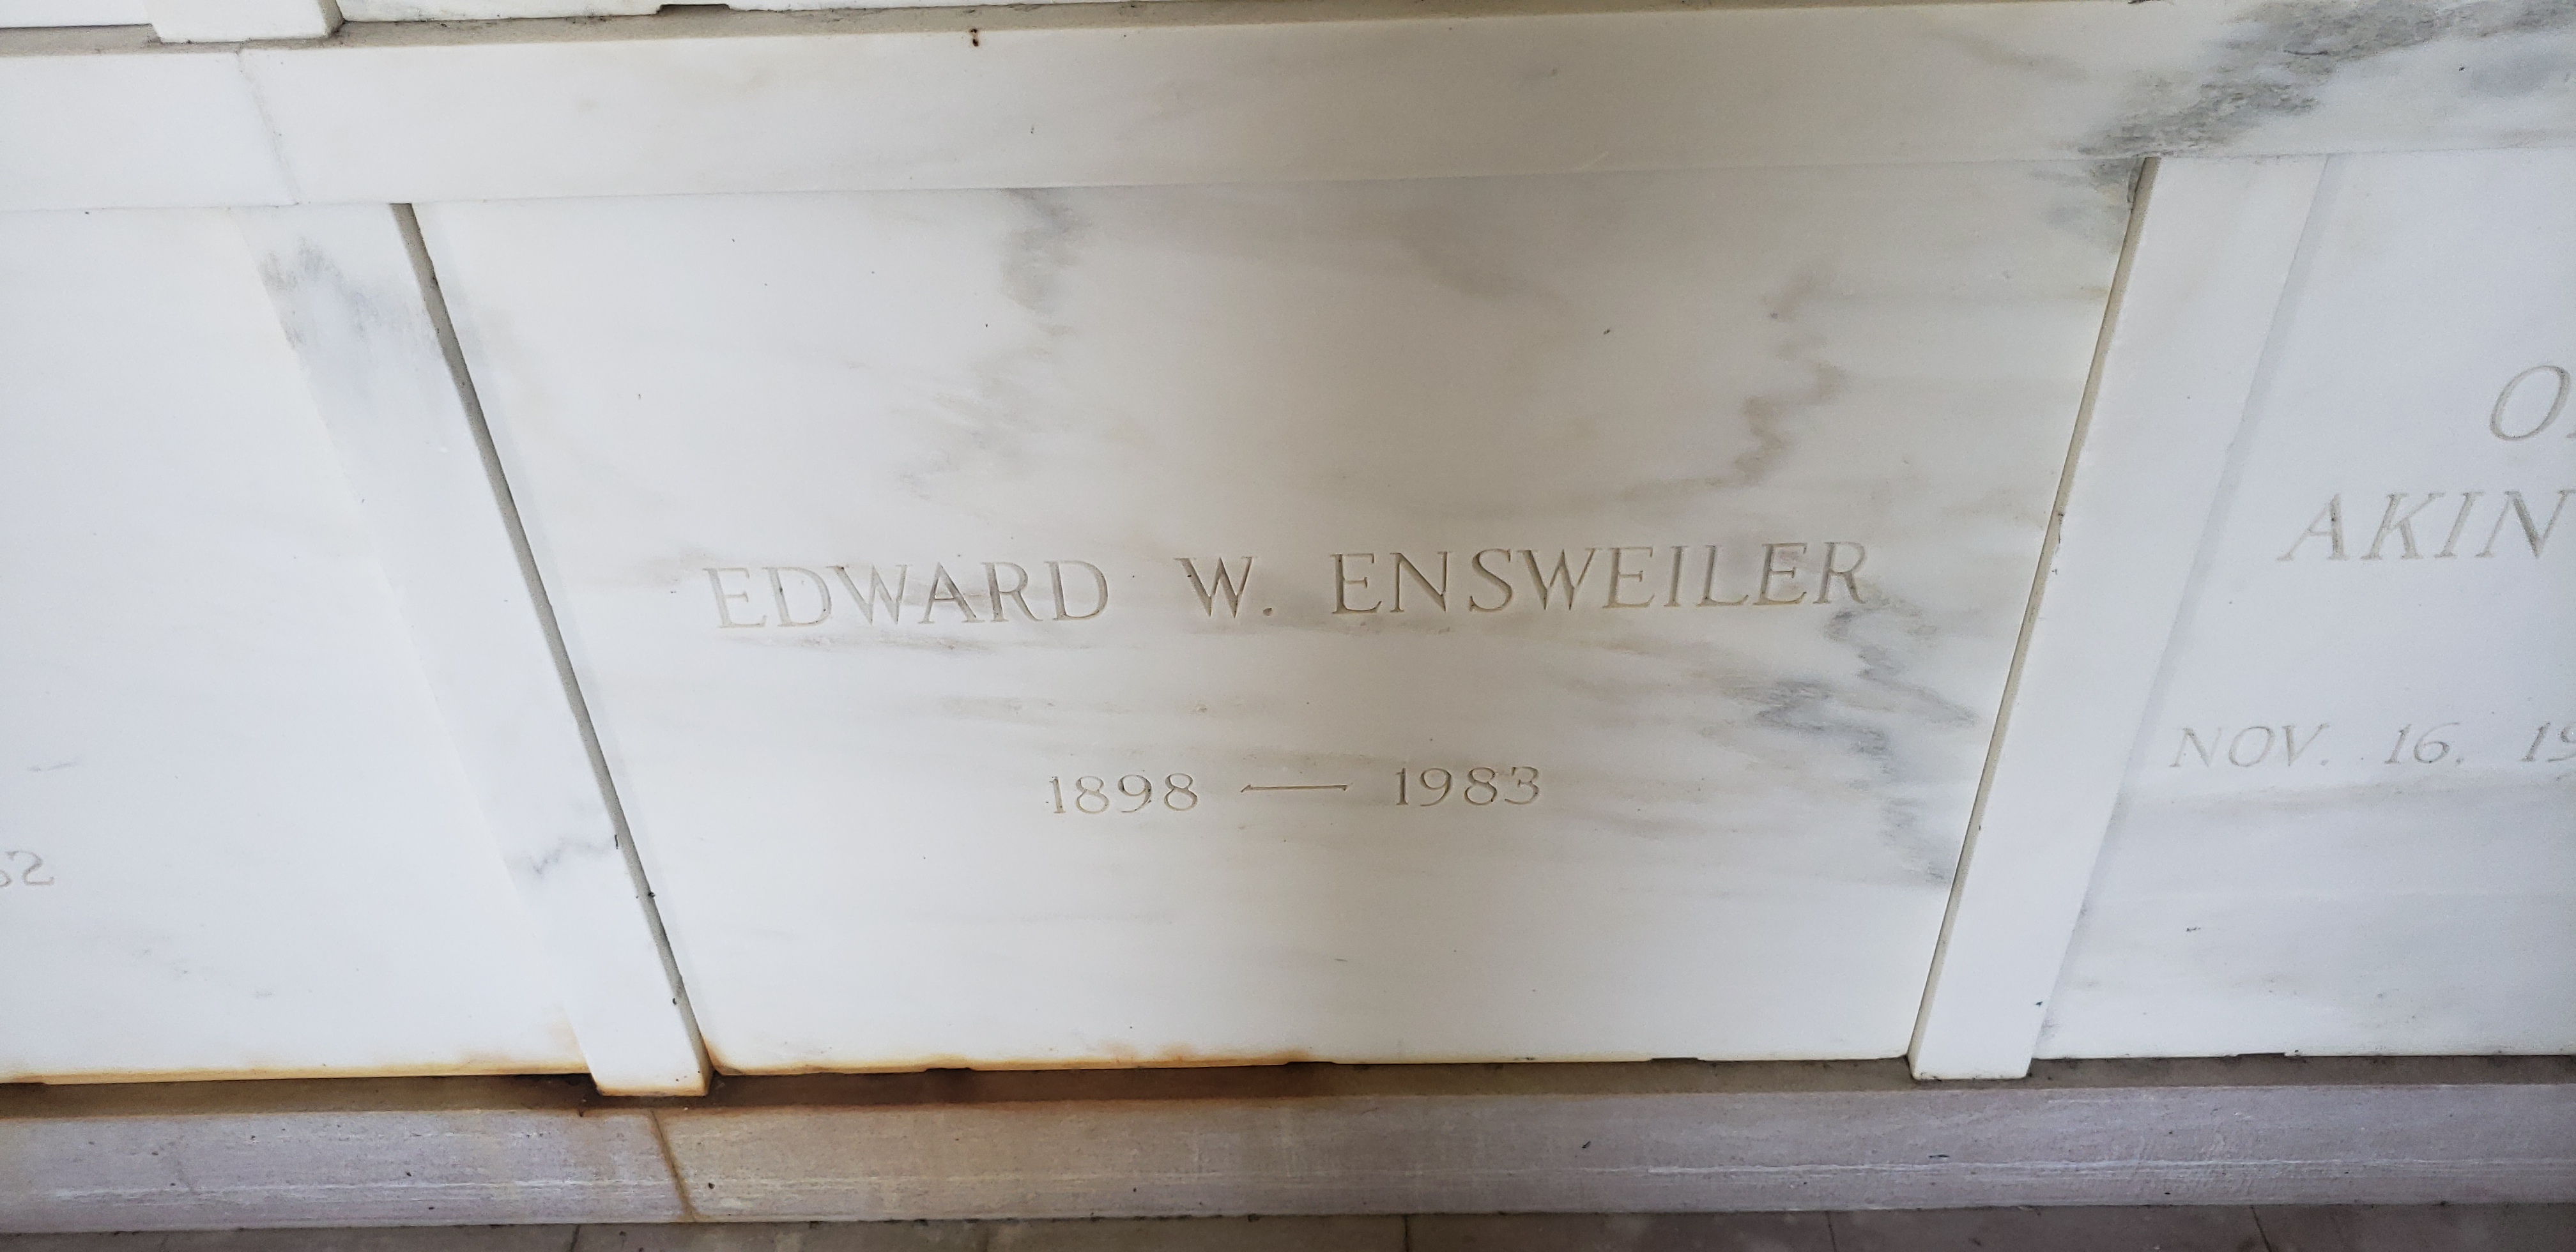 EDWARD W. ENSWEILER
1898 — 1983
AKIN
NOV. 16, 19